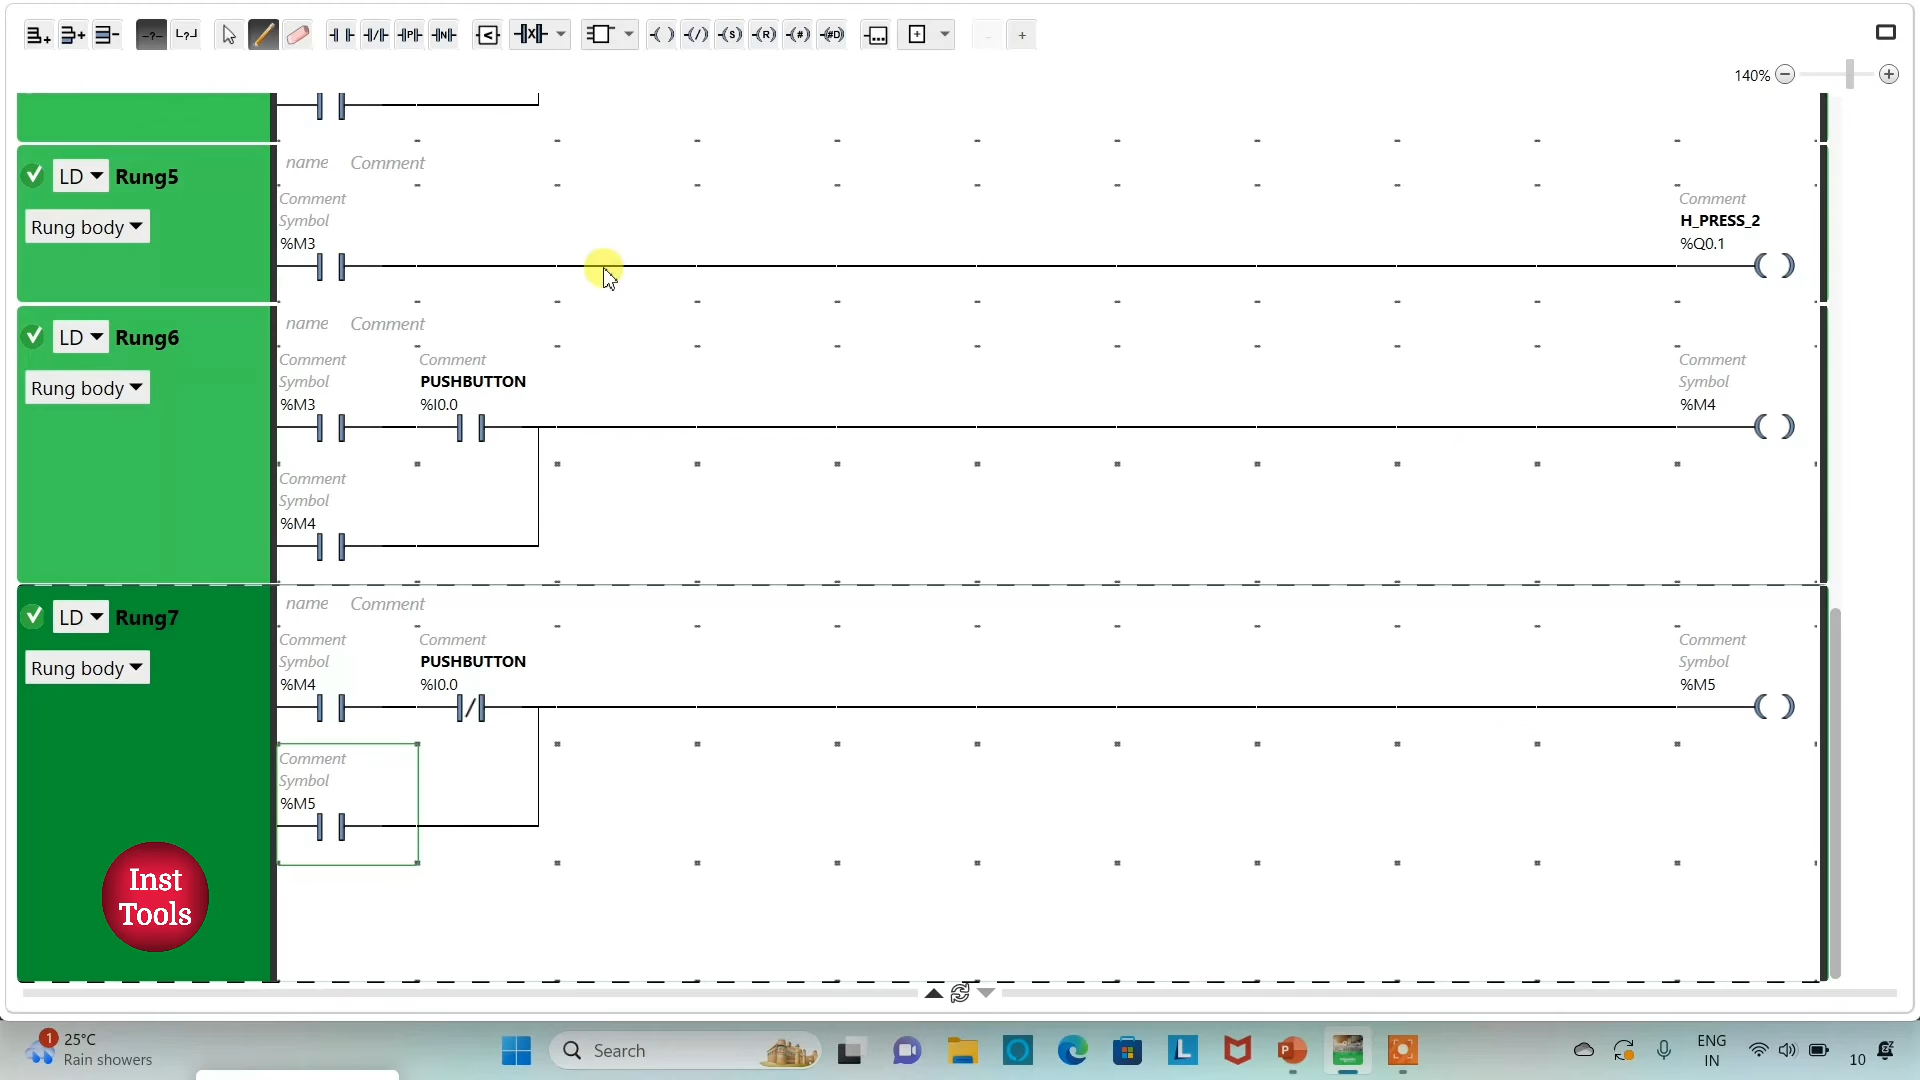 140%
name Comment
LD Rung5
Rung body
Comment
Symbol
%M3
Comment
H_PRESS_2
%Q0.1
name Comment
LD Rung6
Rung body
Comment
Symbol
%M3
Comment
PUSHBUTTON
%I0.0
Comment
Symbol
%M4
Comment
Symbol
%M4
name Comment
LD Rung7
Rung body
Comment
Symbol
%M4
Comment
PUSHBUTTON
%I0.0
Comment
Symbol
%M5
Comment
Symbol
%M5
Inst
Tools
1
25°C
Rain showers
Search
ENG
IN
10